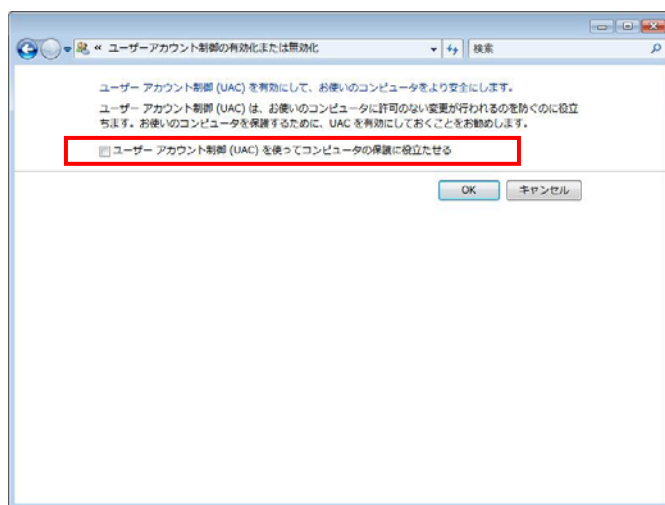 « ユーザーアカウント制御の有効化または無効化
検索
ユーザー アカウント制御 (UAC) を有効にして、お使いのコンピュータをより安全にします。
ユーザー アカウント制御 (UAC) は、お使いのコンピュータに許可のない変更が行われるのを防ぐのに役立
ちます。お使いのコンピュータを保護するために、UAC を有効にしておくことをお勧めします。
ユーザー アカウント制御 (UAC) を使ってコンピュータの保護に役立たせる
OK
キャンセル